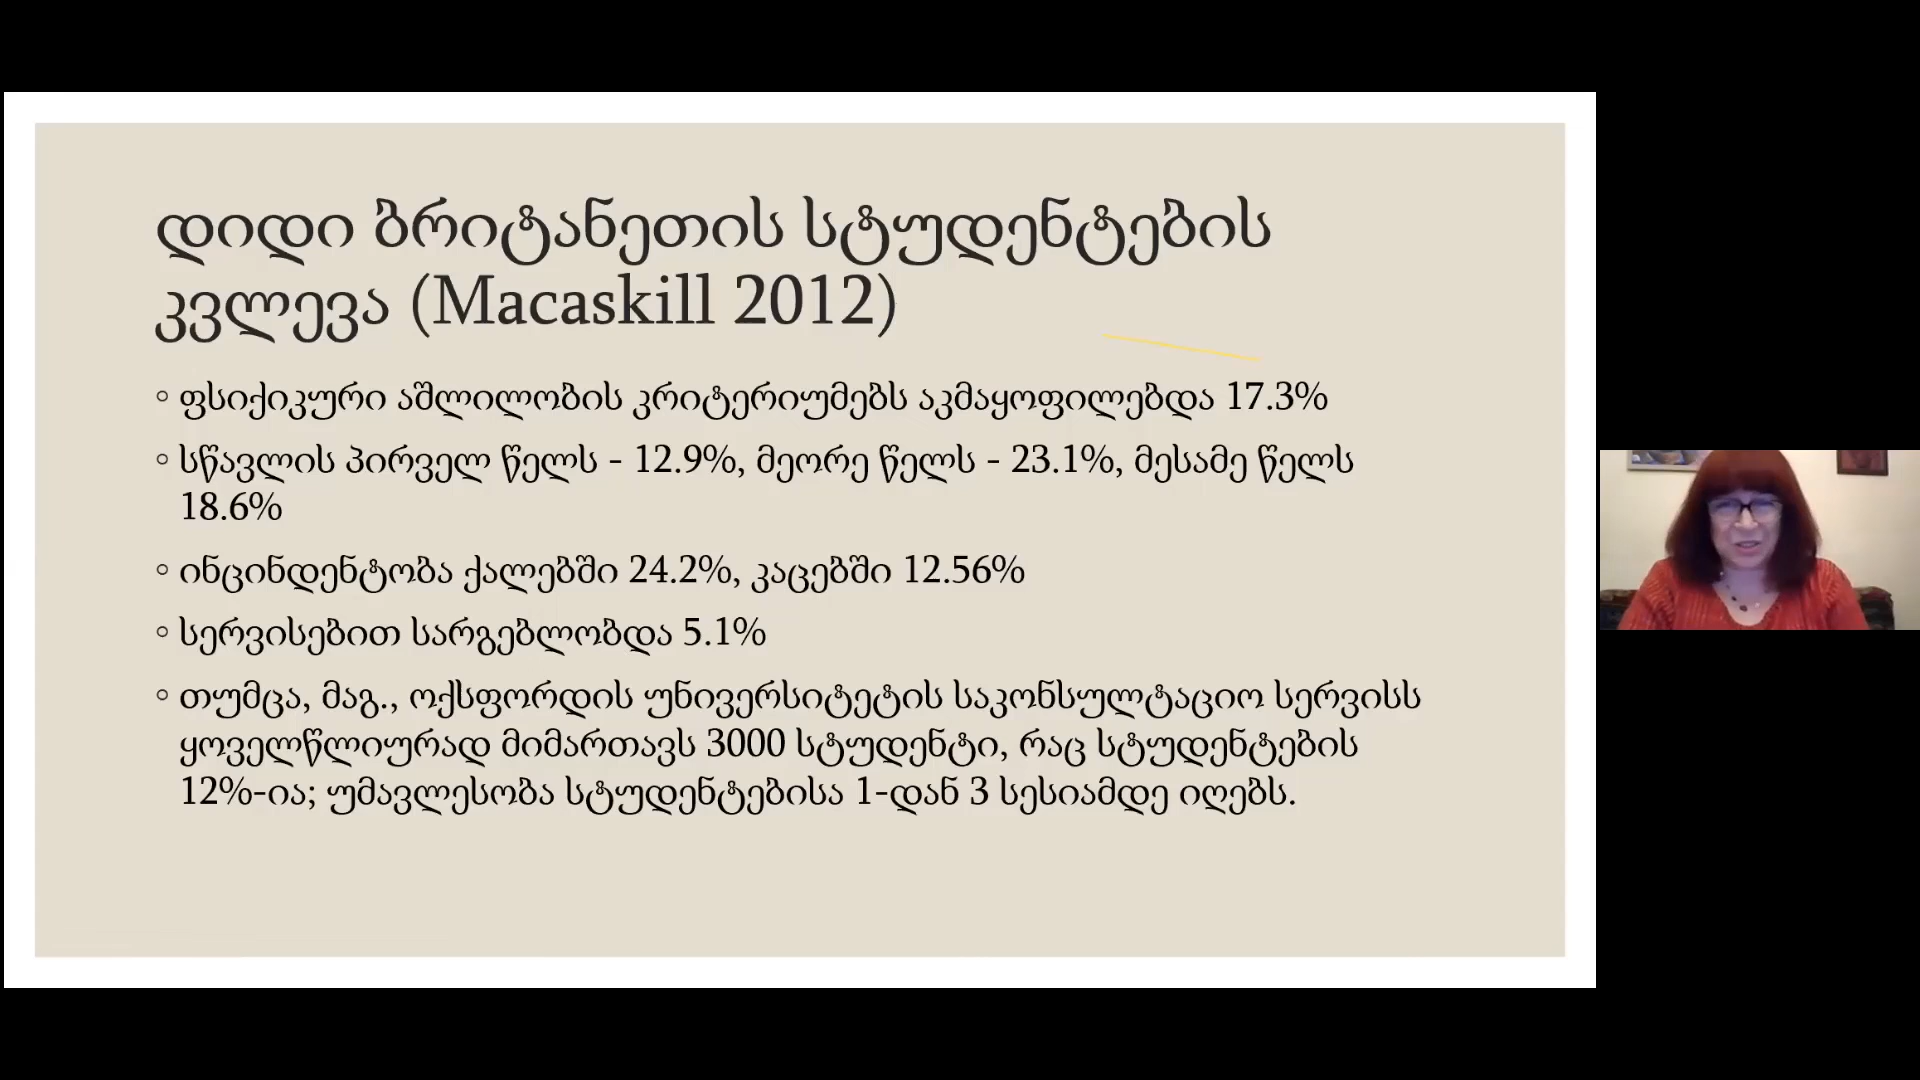 დიდი ბრიტანეთის სტუდენტების
კვლევა (Macaskill 2012)
◦ ფსიქიკური აშლილობის კრიტერიუმებს აკმაყოფილებდა 17.3%
◦ სწავლის პირველ წელს - 12.9%, მეორე წელს - 23.1%, მესამე წელს
18.6%
◦ ინცინდენტობა ქალებში 24.2%, კაცებში 12.56%
◦ სერვისებით სარგებლობდა 5.1%
◦ თუმცა, მაგ., ოქსფორდის უნივერსიტეტის საკონსულტაციო სერვისს
ყოველწლიურად მიმართავს 3000 სტუდენტი, რაც სტუდენტების
12%-ია; უმავლესობა სტუდენტებისა 1-დან 3 სესიამდე იღებს.